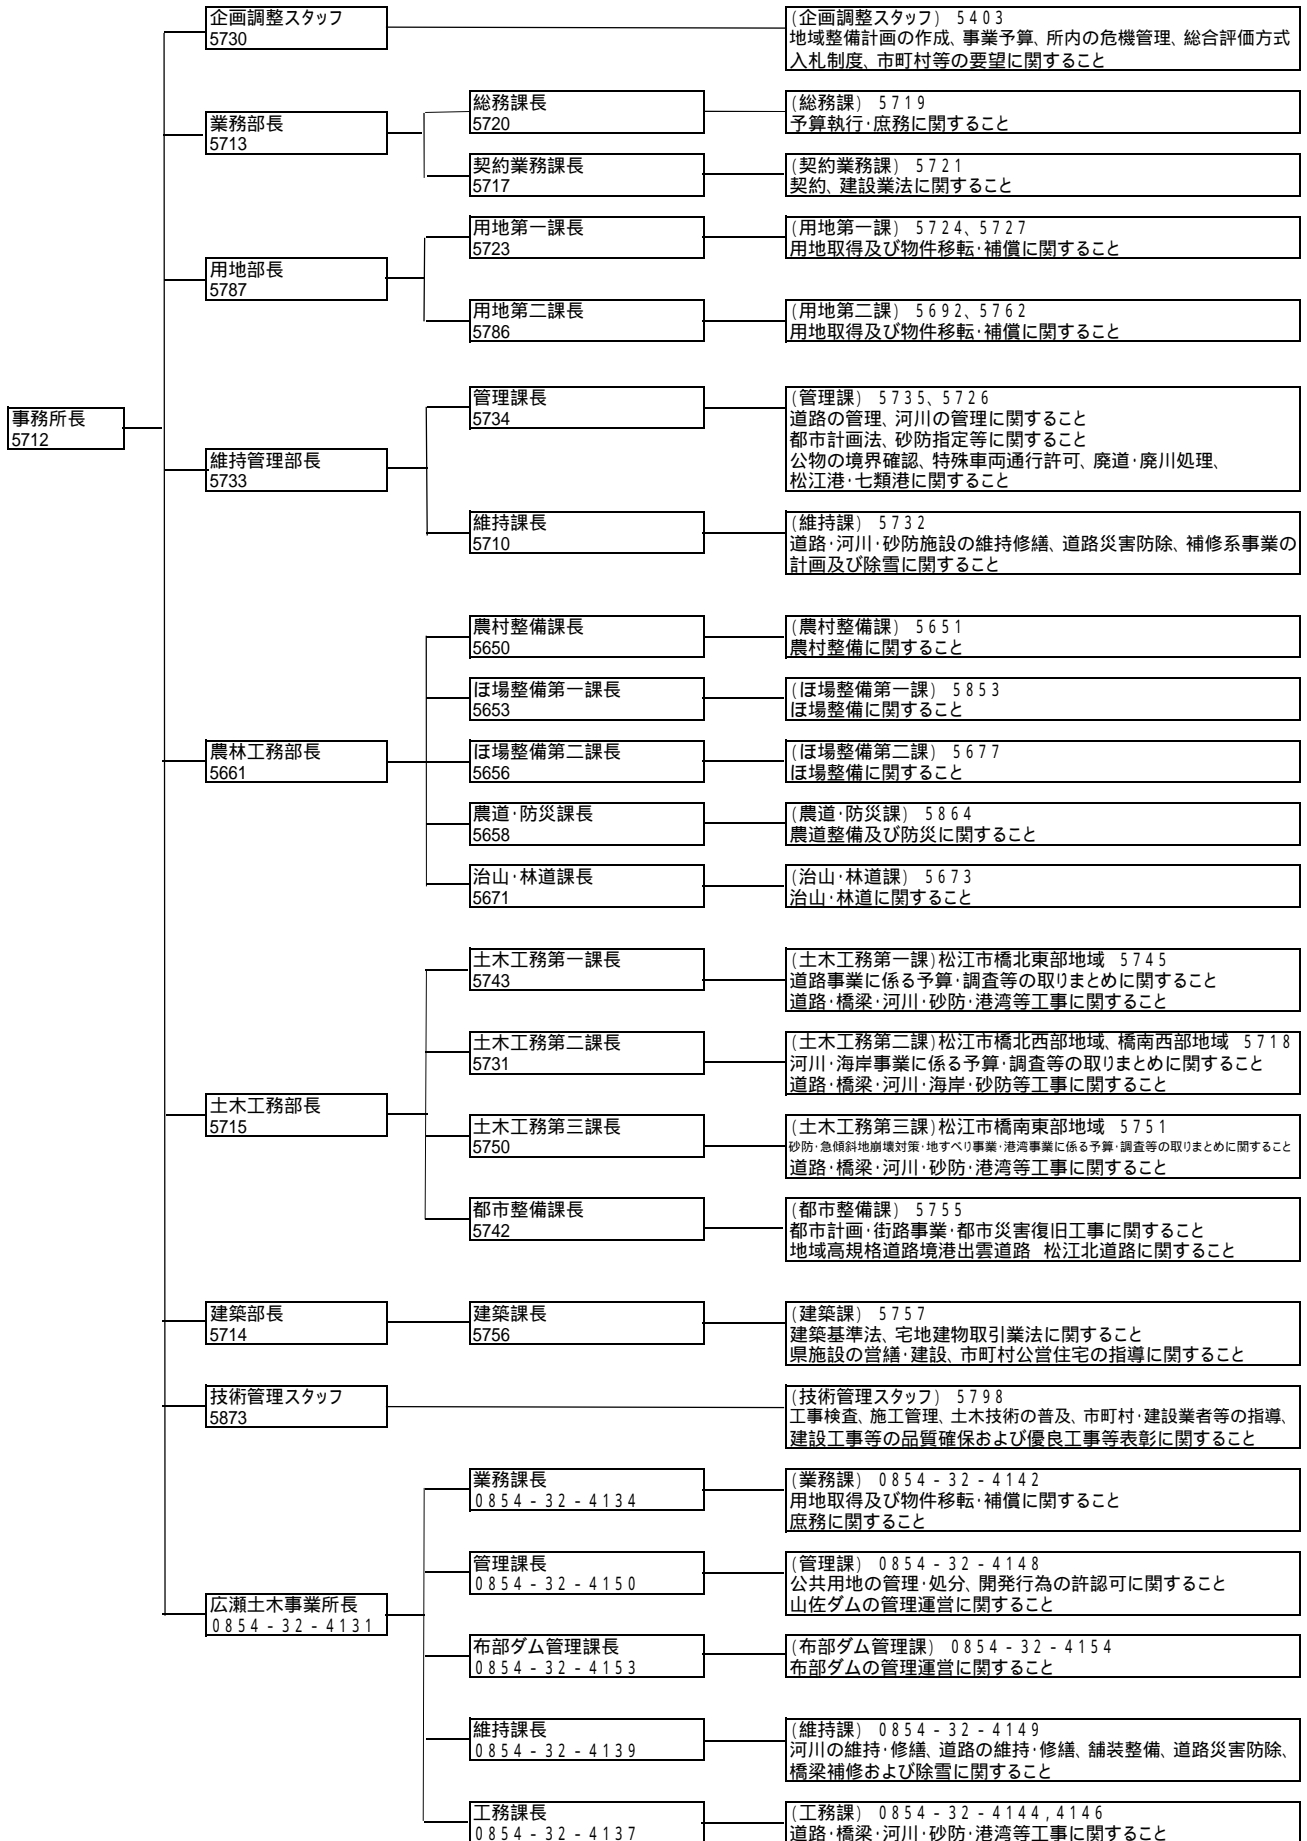 企画調整スタッフ
5730
(企画調整スタッフ) 5403
地域整備計画の作成、事業予算、所内の危機管理、総合評価方式
入札制度、市町村等の要望に関すること
業務部長
5713
総務課長
5720
(総務課) 5719
予算執行・庶務に関すること
契約業務課長
5717
(契約業務課) 5721
契約、建設業法に関すること
用地部長
5787
用地第一課長
5723
(用地第一課) 5724、5727
用地取得及び物件移転・補償に関すること
用地第二課長
5786
(用地第二課) 5692、5762
用地取得及び物件移転・補償に関すること
事務所長
5712
維持管理部長
5733
管理課長
5734
(管理課) 5735、5726
道路の管理、河川の管理に関すること
都市計画法、砂防指定等に関すること
公物の境界確認、特殊車両通行許可、廃道・廃川処理、
松江港・七類港に関すること
維持課長
5710
(維持課) 5732
道路・河川・砂防施設の維持修繕、道路災害防除、補修系事業の
計画及び除雪に関すること
農林工務部長
5661
農村整備課長
5650
(農村整備課) 5651
農村整備に関すること
ほ場整備第一課長
5653
(ほ場整備第一課) 5853
ほ場整備に関すること
ほ場整備第二課長
5656
(ほ場整備第二課) 5677
ほ場整備に関すること
農道・防災課長
5658
(農道・防災課) 5864
農道整備及び防災に関すること
治山・林道課長
5671
(治山・林道課) 5673
治山・林道に関すること
土木工務部長
5715
土木工務第一課長
5743
(土木工務第一課)松江市橋北東部地域 5745
道路事業に係る予算・調査等の取りまとめに関すること
道路・橋梁・河川・砂防・港湾等工事に関すること
土木工務第二課長
5731
(土木工務第二課)松江市橋北西部地域、橋南西部地域 5718
河川・海岸事業に係る予算・調査等の取りまとめに関すること
道路・橋梁・河川・海岸・砂防等工事に関すること
土木工務第三課長
5750
(土木工務第三課)松江市橋南東部地域 5751
砂防・急傾斜地崩壊対策・地すべり事業・港湾事業に係る予算・調査等の取りまとめに関すること
道路・橋梁・河川・砂防・港湾等工事に関すること
都市整備課長
5742
(都市整備課) 5755
都市計画・街路事業・都市災害復旧工事に関すること
地域高規格道路境港出雲道路 松江北道路に関すること
建築部長
5714
建築課長
5756
(建築課) 5757
建築基準法、宅地建物取引業法に関すること
県施設の営繕・建設、市町村公営住宅の指導に関すること
技術管理スタッフ
5873
(技術管理スタッフ) 5798
工事検査、施工管理、土木技術の普及、市町村・建設業者等の指導、
建設工事等の品質確保および優良工事等表彰に関すること
広瀬土木事業所長
0854-32-4131
業務課長
0854-32-4134
(業務課) 0854-32-4142
用地取得及び物件移転・補償に関すること
庶務に関すること
管理課長
0854-32-4150
(管理課) 0854-32-4148
公共用地の管理・処分、開発行為の許認可に関すること
山佐ダムの管理運営に関すること
布部ダム管理課長
0854-32-4153
(布部ダム管理課) 0854-32-4154
布部ダムの管理運営に関すること
維持課長
0854-32-4139
(維持課) 0854-32-4149
河川の維持・修繕、道路の維持・修繕、舗装整備、道路災害防除、
橋梁補修および除雪に関すること
工務課長
0854-32-4137
(工務課) 0854-32-4144,4146
道路・橋梁・河川・砂防・港湾等工事に関すること